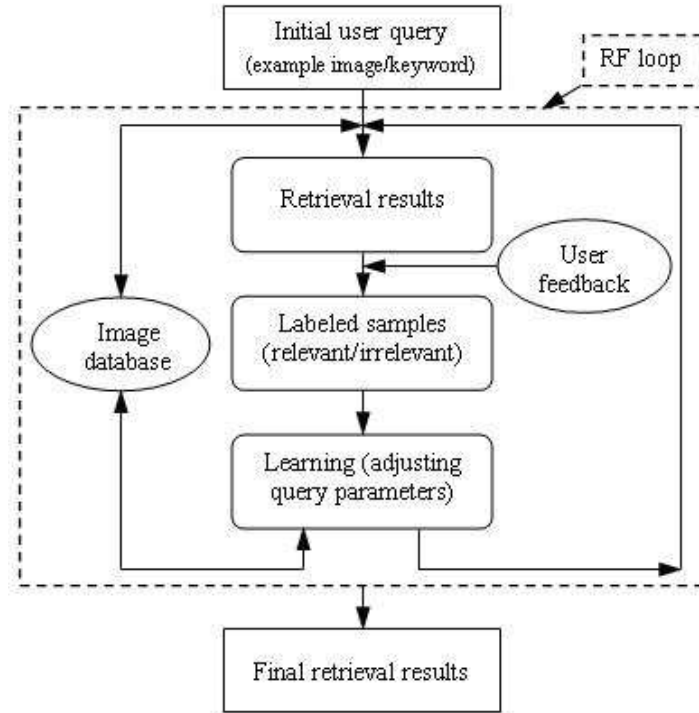 Initial user query
(example image/keyword)
RF loop
Retrieval results
User
feedback
Image
database
Labeled samples
(relevant/irrelevant)
Learning (adjusting
query parameters)
Final retrieval results